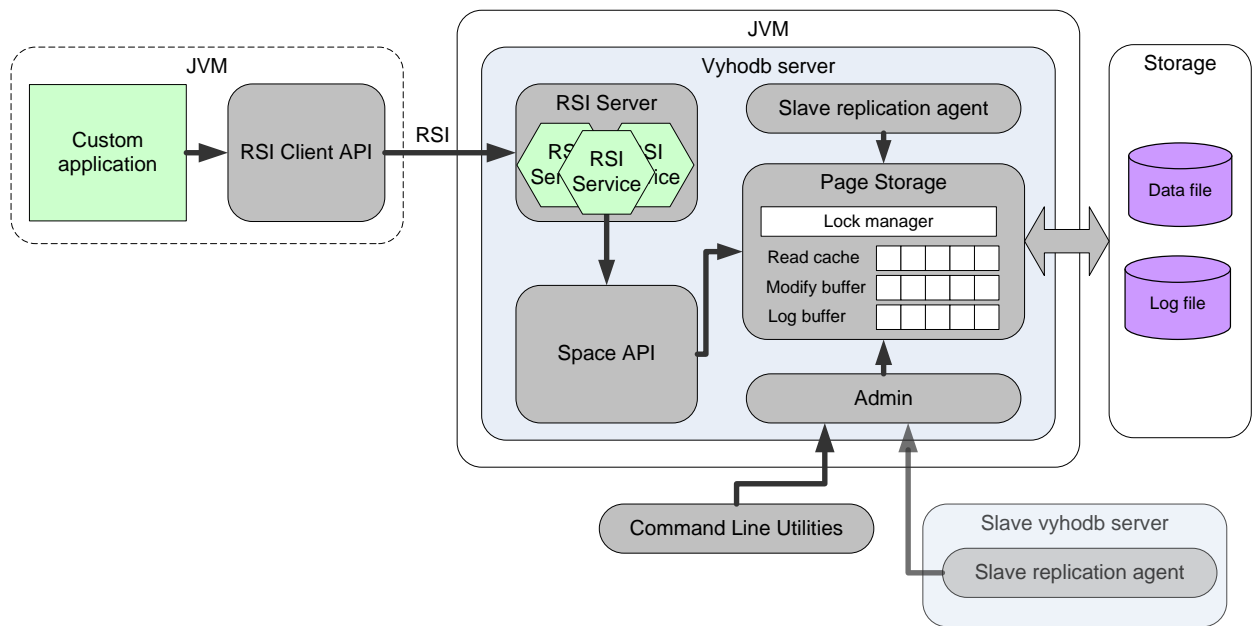 JVM
Custom
application
RSI Client API
RSI
JVM
Vyhodb server
RSI Server
RSI
Service
Space API
Slave replication agent
Page Storage
Lock manager
Read cache
Modify buffer
Log buffer
Admin
Storage
Data file
Log file
Command Line Utilities
Slave vyhodb server
Slave replication agent